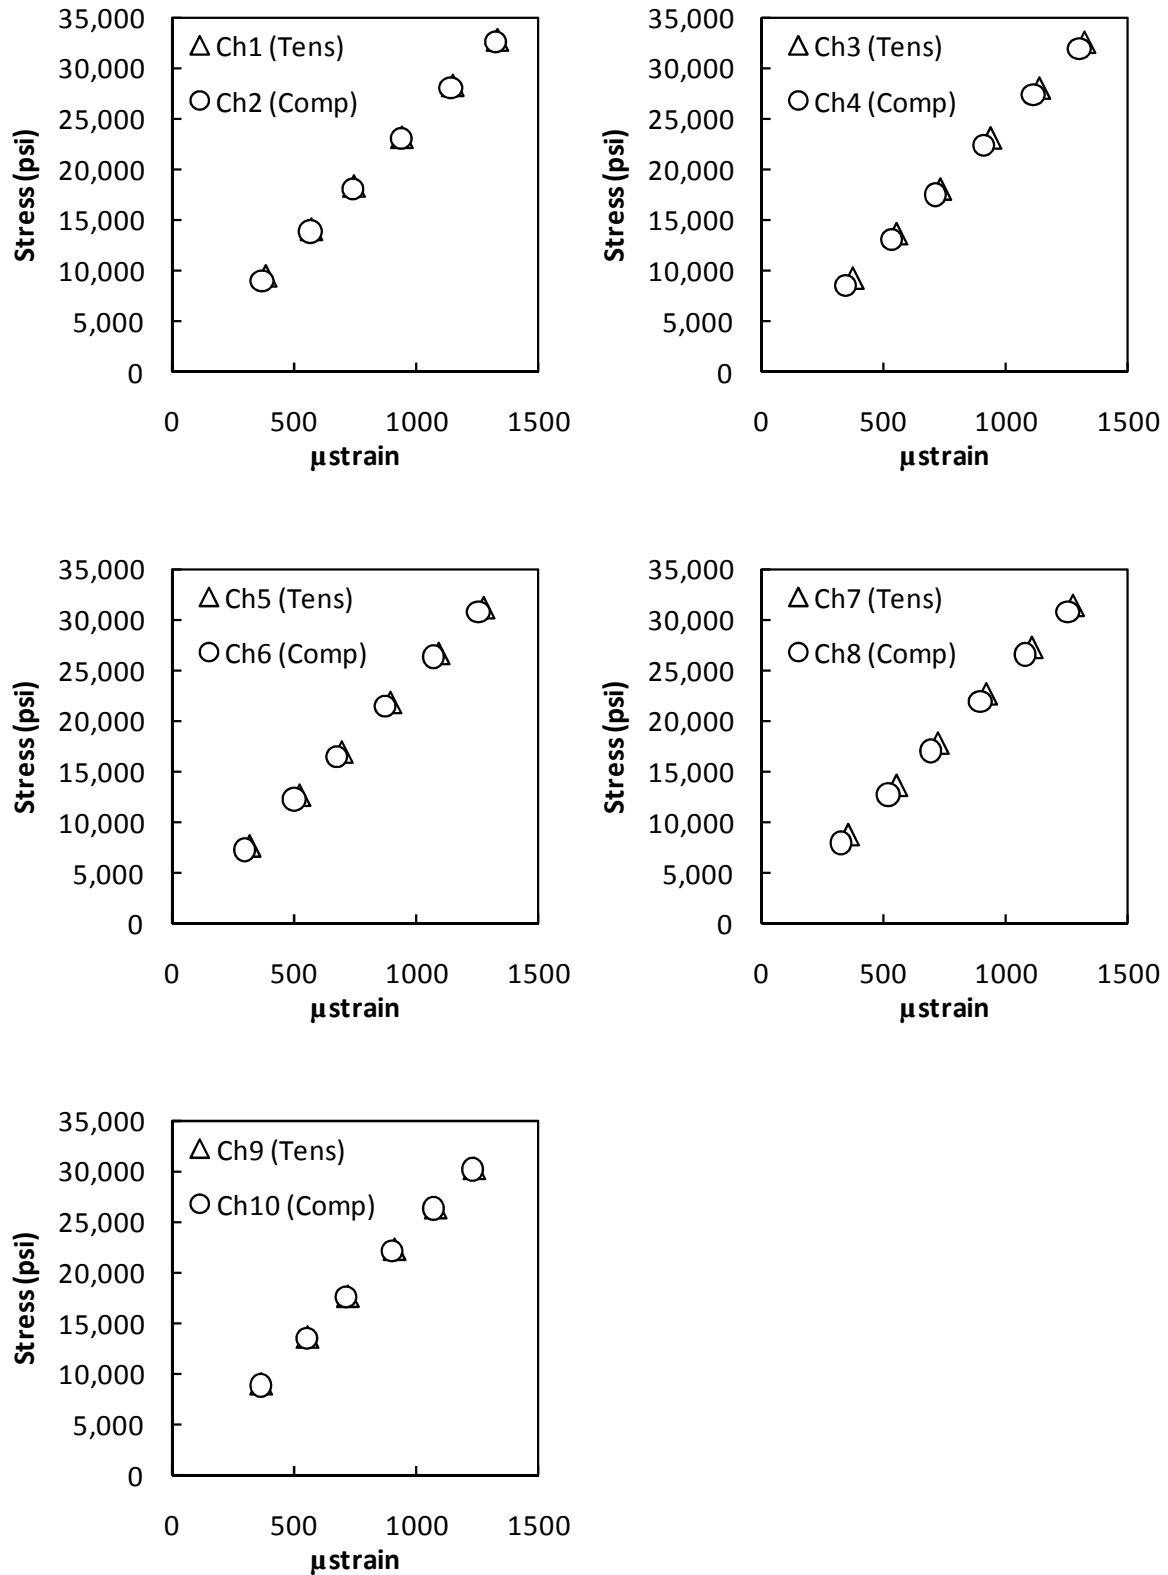 35,000
30,000
25,000
20,000
15,000
10,000
5,000
0
Stress (psi)
Ch1 (Tens)
Ch2 (Comp)
0 500 1000 1500
μstrain
35,000
30,000
25,000
20,000
15,000
10,000
5,000
0
Stress (psi)
Ch3 (Tens)
Ch4 (Comp)
0 500 1000 1500
μstrain
35,000
30,000
25,000
20,000
15,000
10,000
5,000
0
Stress (psi)
Ch5 (Tens)
Ch6 (Comp)
0 500 1000 1500
μstrain
35,000
30,000
25,000
20,000
15,000
10,000
5,000
0
Stress (psi)
Ch7 (Tens)
Ch8 (Comp)
0 500 1000 1500
μstrain
35,000
30,000
25,000
20,000
15,000
10,000
5,000
0
Stress (psi)
Ch9 (Tens)
Ch10 (Comp)
0 500 1000 1500
μstrain